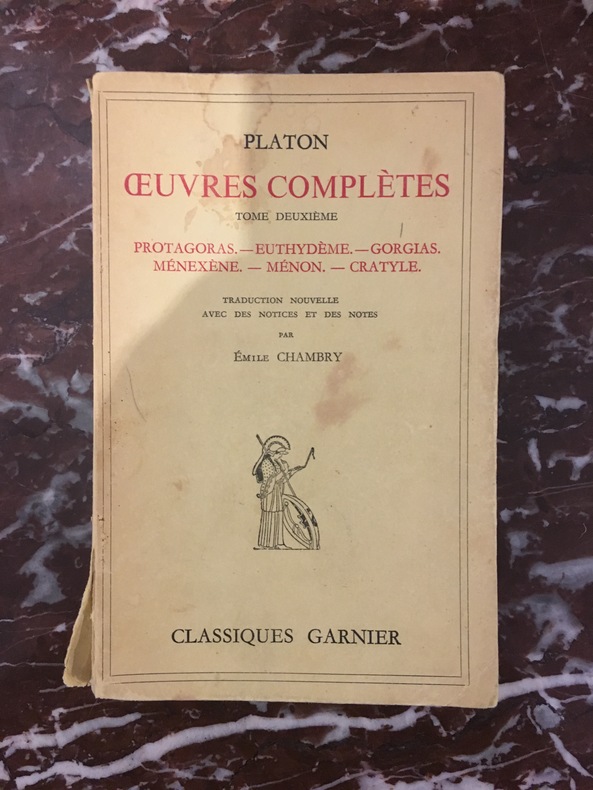 PLATON
ŒUVRES COMPLÈTES
TOME DEUXIÈME
PROTAGORAS. — EUTHYDÈME. — GORGIAS.
MÉNEXÈNE. — MÉNON. — CRATYLE.
TRADUCTION NOUVELLE
AVEC DES NOTICES ET DES NOTES
PAR
ÉMILE CHAMBRY
CLASSIQUES GARNIER